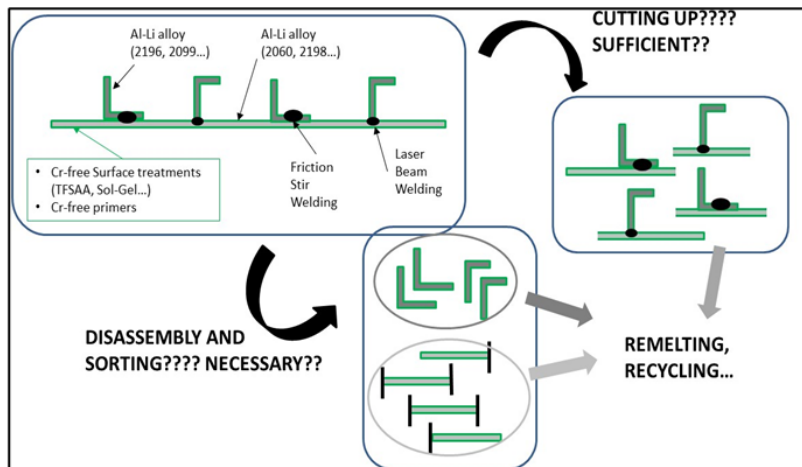 Al-Li alloy
(2196, 2099...)
Al-Li alloy
(2060, 2198...)
CUTTING UP????
SUFFICIENT??
• Cr-free Surface treatments
(TFSAA, Sol-Gel...)
• Cr-free primers
Friction
Stir
Welding
Laser
Beam
Welding
DISASSEMBLY AND
SORTING???? NECESSARY??
REMELTING,
RECYCLING...